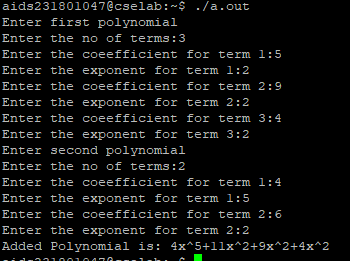 aids231801047@cselab:~$ ./a.out
Enter first polynomial
Enter the no of terms:3
Enter the coeefficient for term 1:5
Enter the exponent for term 1:2
Enter the coeefficient for term 2:9
Enter the exponent for term 2:2
Enter the coeefficient for term 3:4
Enter the exponent for term 3:2
Enter second polynomial
Enter the no of terms:2
Enter the coeefficient for term 1:4
Enter the exponent for term 1:5
Enter the coeefficient for term 2:6
Enter the exponent for term 2:2
Added Polynomial is: 4x^5+11x^2+9x^2+4x^2
aids231801047@cselab:~$